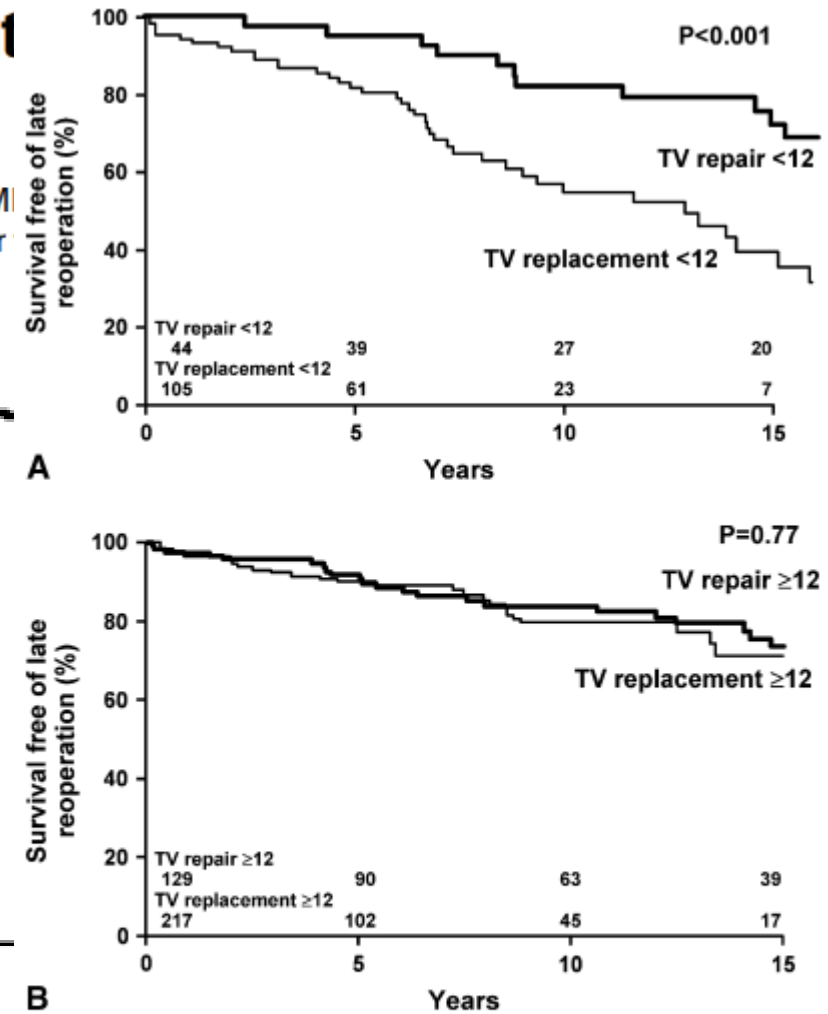 t
100
P<0.001
80
TV repair <12
60
Survival free of late
reoperation (%)
40
TV replacement <12
20
TV repair <12
44 39 27 20
TV replacement <12
105 61 23 7
0
0 5 10 15
A
Years
P=0.77
100
TV repair ≥12
80
TV replacement ≥12
60
Survival free of late
reoperation (%)
40
20
TV repair ≥12
129 90 63 39
TV replacement ≥12
217 102 45 17
0
0 5 10 15
B
Years